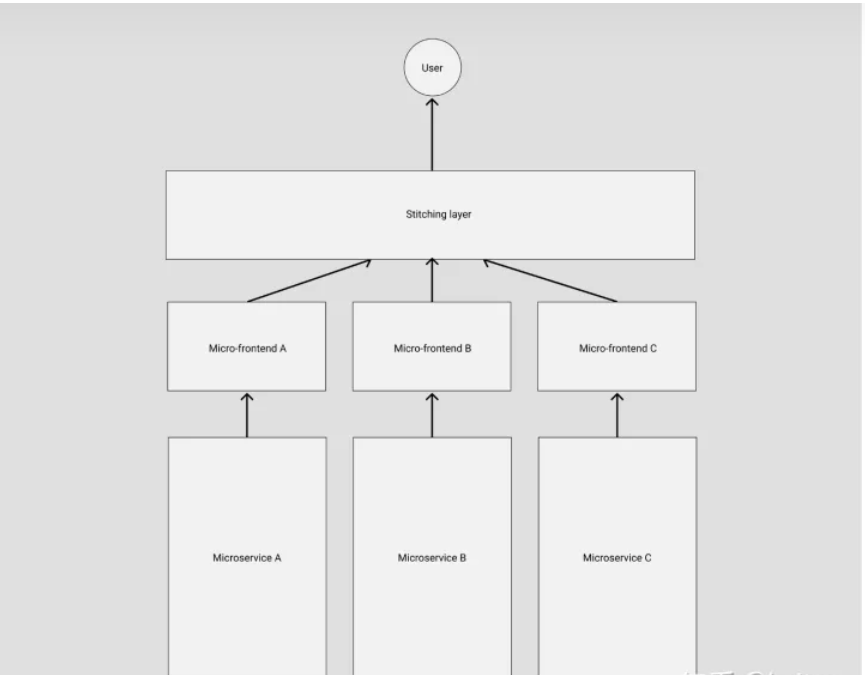 User
Stitching layer
Micro-frontend A
Micro-frontend B
Micro-frontend C
Microservice A
Microservice B
Microservice C